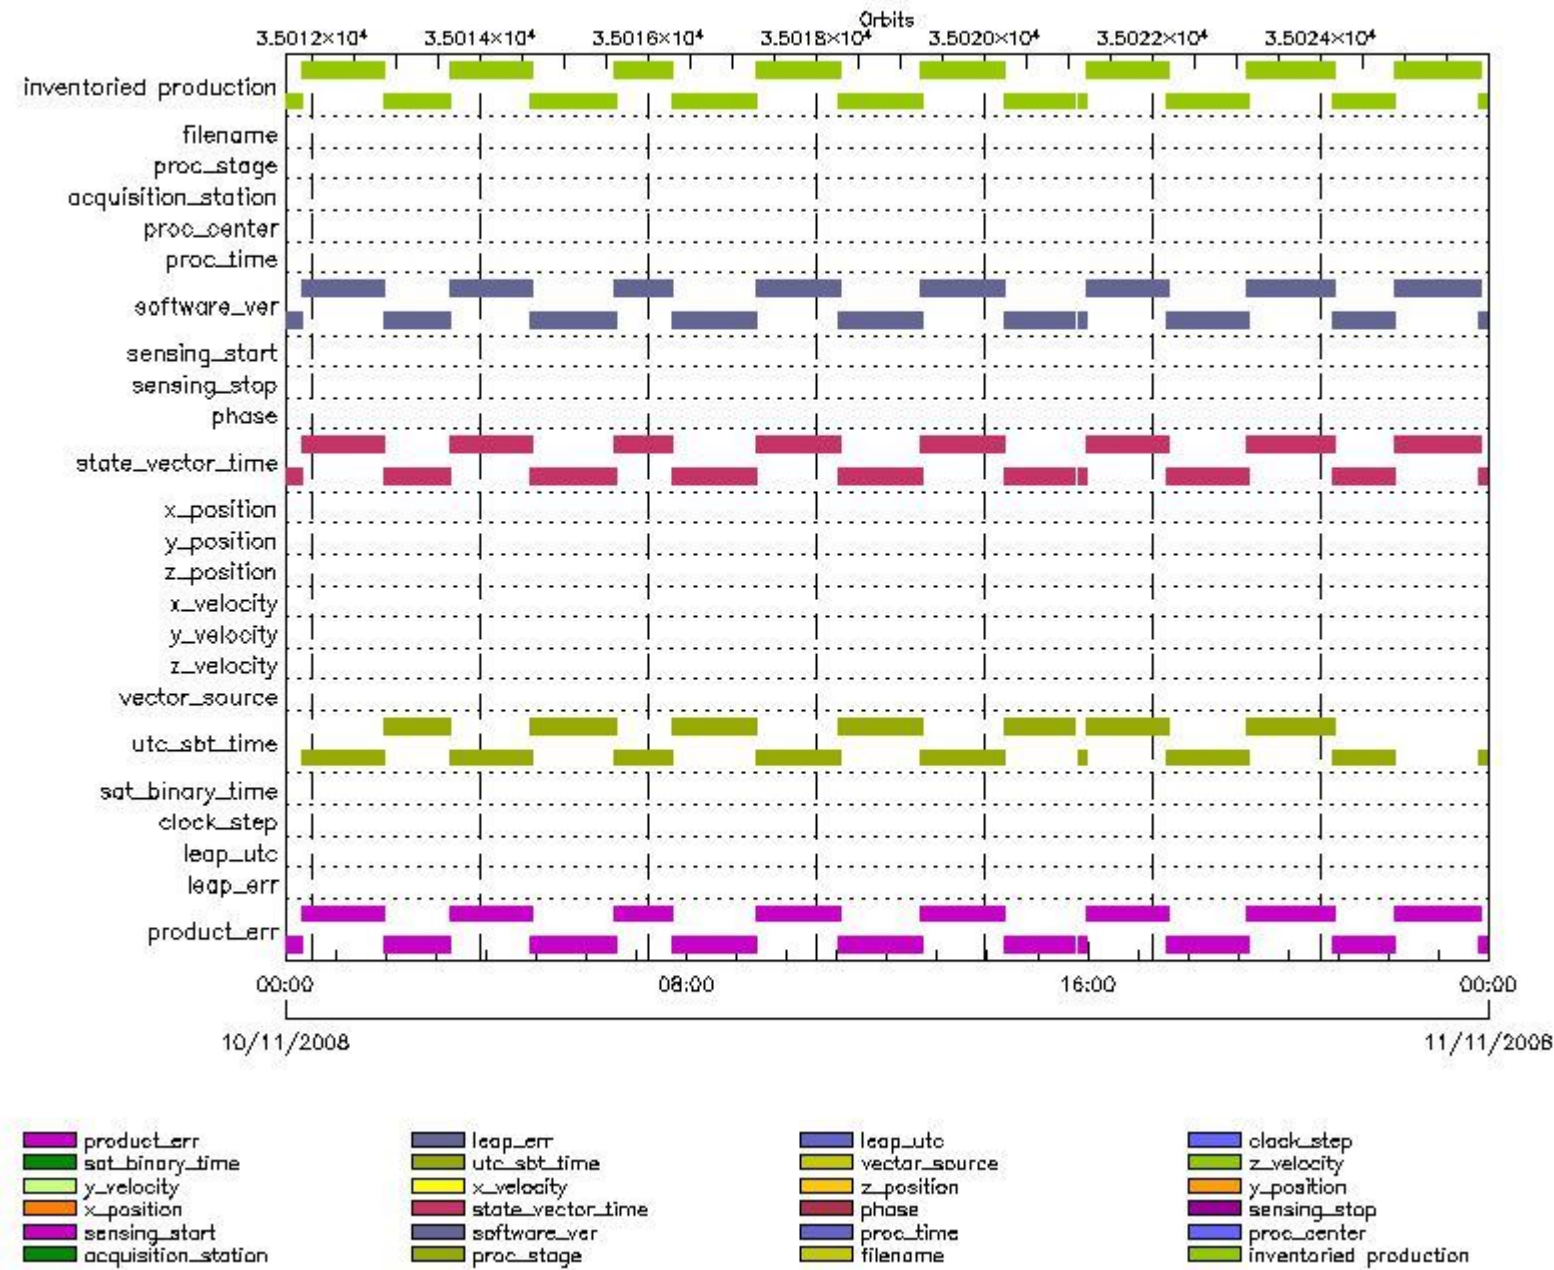 Orbits
3.5012×10⁴ 3.5014×10⁴ 3.5016×10⁴ 3.5018×10⁴ 3.5020×10⁴ 3.5022×10⁴ 3.5024×10⁴
inventoried production
filename
proc_stage
acquisition_station
proc_center
proc_time
software_ver
sensing_start
sensing_stop
phase
state_vector_time
x_position
y_position
z_position
x_velocity
y_velocity
z_velocity
vector_source
utc_sbt_time
sat_binary_time
clock_step
leap_utc
leap_err
product_err
00:00 08:00 16:00 00:00
10/11/2008 11/11/2008
product_err leap_err leap_utc clock_step
sat_binary_time utc_sbt_time vector_source z_velocity
y_velocity x_velocity z_position y_position
x_position state_vector_time phase sensing_stop
sensing_start software_ver proc_time proc_center
acquisition_station proc_stage filename inventoried production